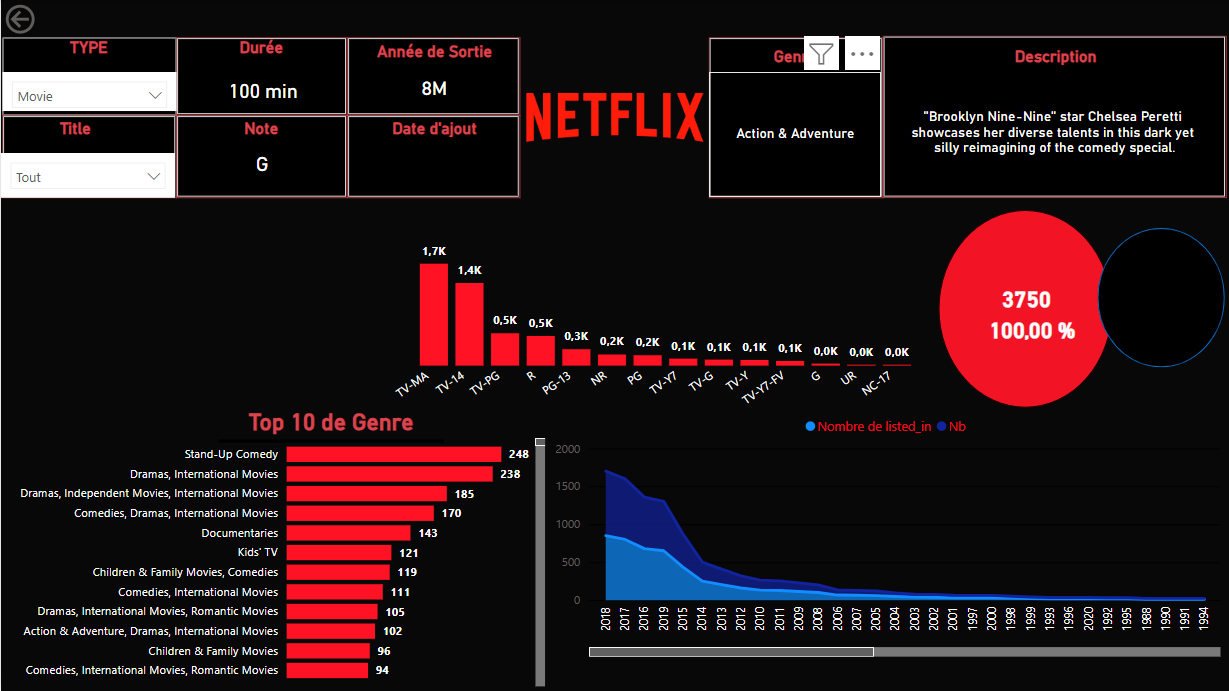 TYPE
Movie
Title
Tout
Durée
100 min
Note
G
Année de Sortie
8M
Date d'ajout
NETFLIX
Action & Adventure
Description
"Brooklyn Nine-Nine" star Chelsea Peretti
showcases her diverse talents in this dark yet
silly reimagining of the comedy special.
1,7K
1,4K
0,5K
0,5K
0,3K
0,2K
0,2K
0,1K
0,1K
0,1K
0,1K
0,0K
0,0K
0,0K
TV-MA
TV-14
TV-PG
R
PG-13
NR
PG
TV-Y7
TV-G
TV-Y
TV-Y7-FV
G
UR
NC-17
3750
100,00 %
Top 10 de Genre
Stand-Up Comedy 248
Dramas, International Movies 238
Dramas, Independent Movies, International Movies 185
Comedies, Dramas, International Movies 170
Documentaries 143
Kids' TV 121
Children & Family Movies, Comedies 119
Comedies, International Movies 111
Dramas, International Movies, Romantic Movies 105
Action & Adventure, Dramas, International Movies 102
Children & Family Movies 96
Comedies, International Movies, Romantic Movies 94
Nombre de listed_in Nb
2000
1500
1000
500
0
2018
2017
2016
2019
2015
2014
2013
2012
2010
2011
2009
2008
2006
2007
2005
2004
2003
2002
2001
1997
2000
1998
1999
1993
1996
2020
1992
1995
1988
1990
1991
1994